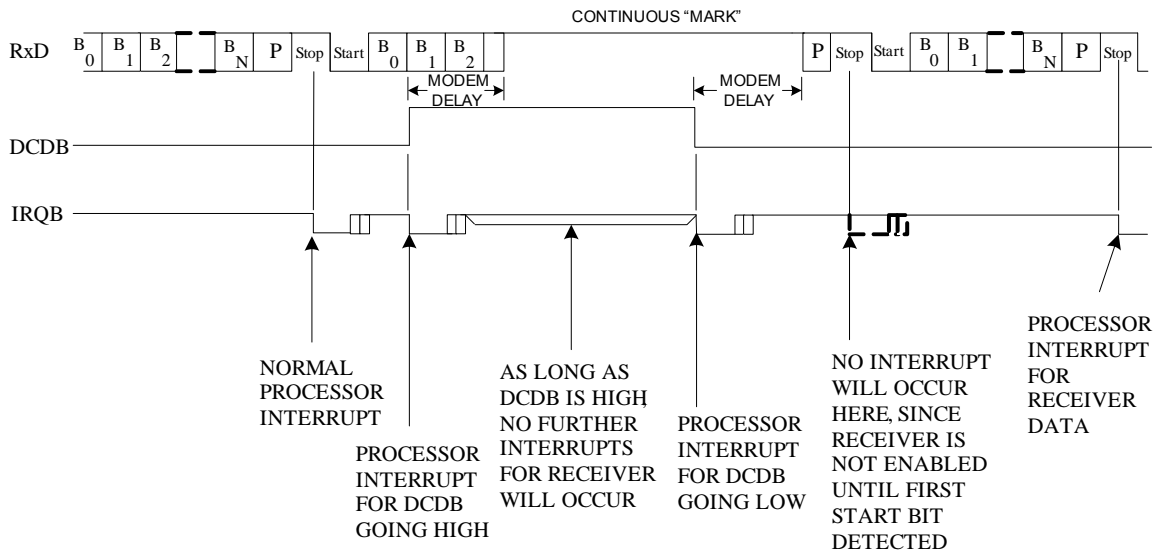 CONTINUOUS “MARK”
RxD B0 B1 B2 BN P Stop Start B0 B1 B2 P Stop Start B0 B1 BN P Stop
MODEM DELAY
MODEM DELAY
DCDB
IRQB
NORMAL
PROCESSOR
INTERRUPT
PROCESSOR
INTERRUPT
FOR DCDB
GOING HIGH
AS LONG AS
DCDB IS HIGH,
NO FURTHER
INTERRUPTS
FOR RECEIVER
WILL OCCUR
PROCESSOR
INTERRUPT
FOR DCDB
GOING LOW
NO INTERRUPT
WILL OCCUR
HERE, SINCE
RECEIVER IS
NOT ENABLED
UNTIL FIRST
START BIT
DETECTED
PROCESSOR
INTERRUPT
FOR
RECEIVER
DATA